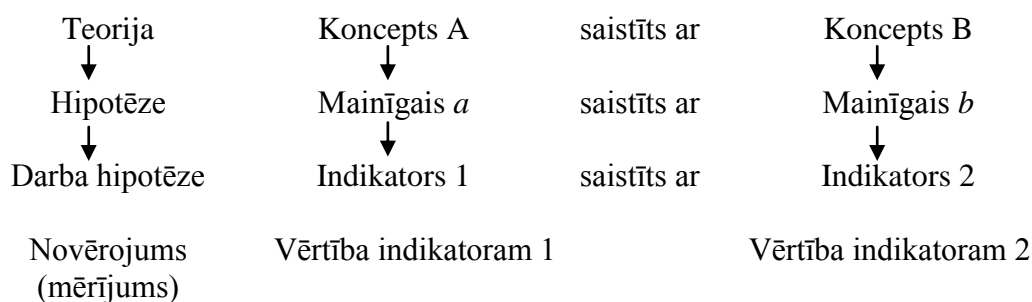 Teorija Koncepts A saistīts ar Koncepts B
Hipotēze Mainīgais a saistīts ar Mainīgais b
Darba hipotēze Indikators 1 saistīts ar Indikators 2
Novērojums Vērtība indikatoram 1 Vērtība indikatoram 2
(mērījums)